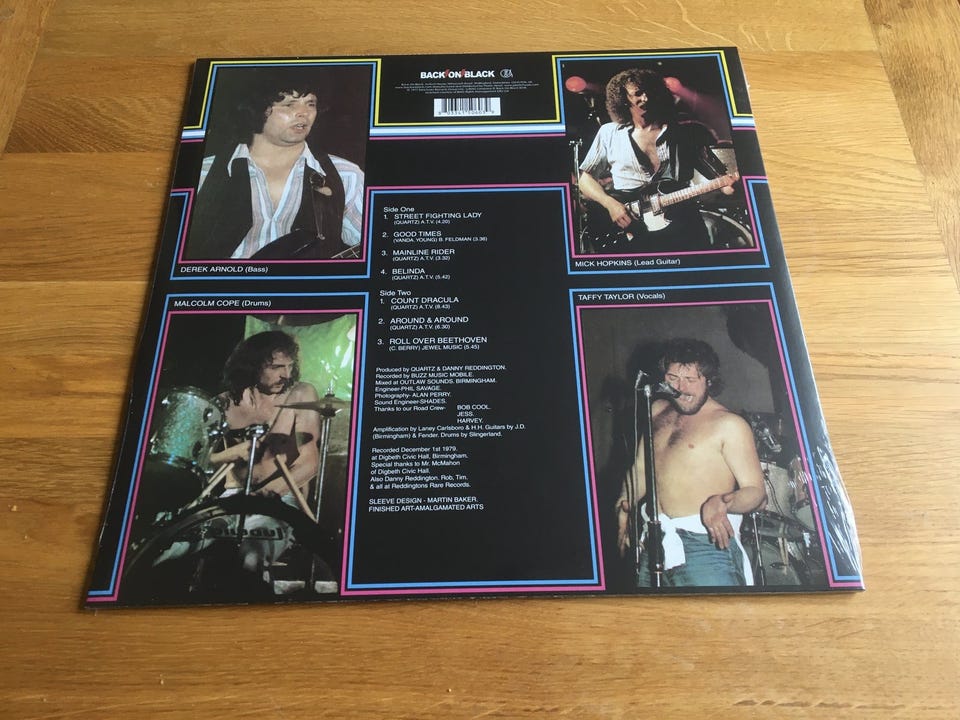 BACK ON BLACK
8 03341 50663 9
DEREK ARNOLD (Bass)
MICK HOPKINS (Lead Guitar)
MALCOLM COPE (Drums)
TAFFY TAYLOR (Vocals)
Side One
1. STREET FIGHTING LADY
(QUARTZ) A.T.V. (4.20)
2. GOOD TIMES
(VANDA. YOUNG) B. FELDMAN (3.36)
3. MAINLINE RIDER
(QUARTZ) A.T.V. (3.32)
4. BELINDA
(QUARTZ) A.T.V. (5.42)
Side Two
1. COUNT DRACULA
(QUARTZ) A.T.V. (8.43)
2. AROUND & AROUND
(QUARTZ) A.T.V. (6.30)
3. ROLL OVER BEETHOVEN
(C. BERRY) JEWEL MUSIC (5.45)
Produced by QUARTZ & DANNY REDDINGTON.
Recorded by BUZZ MUSIC MOBILE.
Mixed at OUTLAW SOUNDS. BIRMINGHAM.
Engineer-PHIL SAVAGE.
Photography- ALAN PERRY.
Sound Engineer-SHADES.
Thanks to our Road Crew- BOB COOL.
JESS.
HARVEY.
Amplification by Laney Carlsboro & H.H. Guitars by J.D.
(Birmingham) & Fender. Drums by Slingerland.
Recorded December 1st 1979.
at Digbeth Civic Hall, Birmingham.
Special thanks to Mr. McMahon
of Digbeth Civic Hall.
Also Danny Reddington. Rob, Tim.
& all at Reddingtons Rare Records.
SLEEVE DESIGN - MARTIN BAKER.
FINISHED ART-AMALGAMATED ARTS